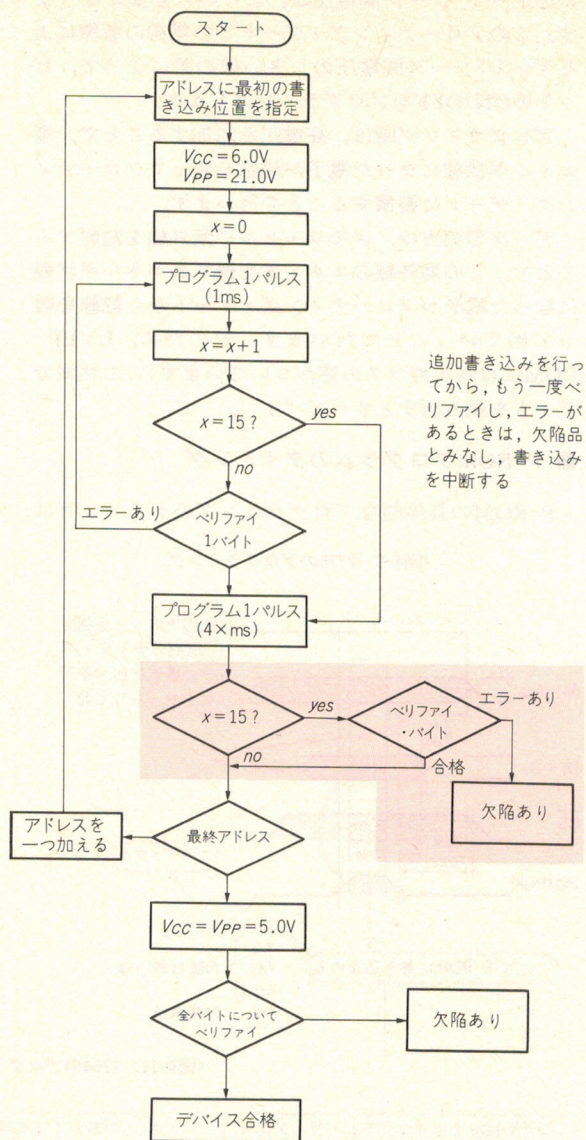 スタート
アドレスに最初の書
き込み位置を指定
VCC=6.0V
VPP=21.0V
x=0
プログラム1パルス
(1ms)
x=x+1
追加書き込みを行っ
てから,もう一度ベ
リファイし,エラーが
あるときは,欠陥品
とみなし,書き込み
を中断する
x=15?
yes
no
エラーあり
ベリファイ
1バイト
プログラム1パルス
(4×ms)
x=15?
yes
ベリファイ
・バイト
エラーあり
no
合格
欠陥あり
アドレスを
一つ加える
最終アドレス
VCC=VPP=5.0V
全バイトについて
ベリファイ
欠陥あり
デバイス合格